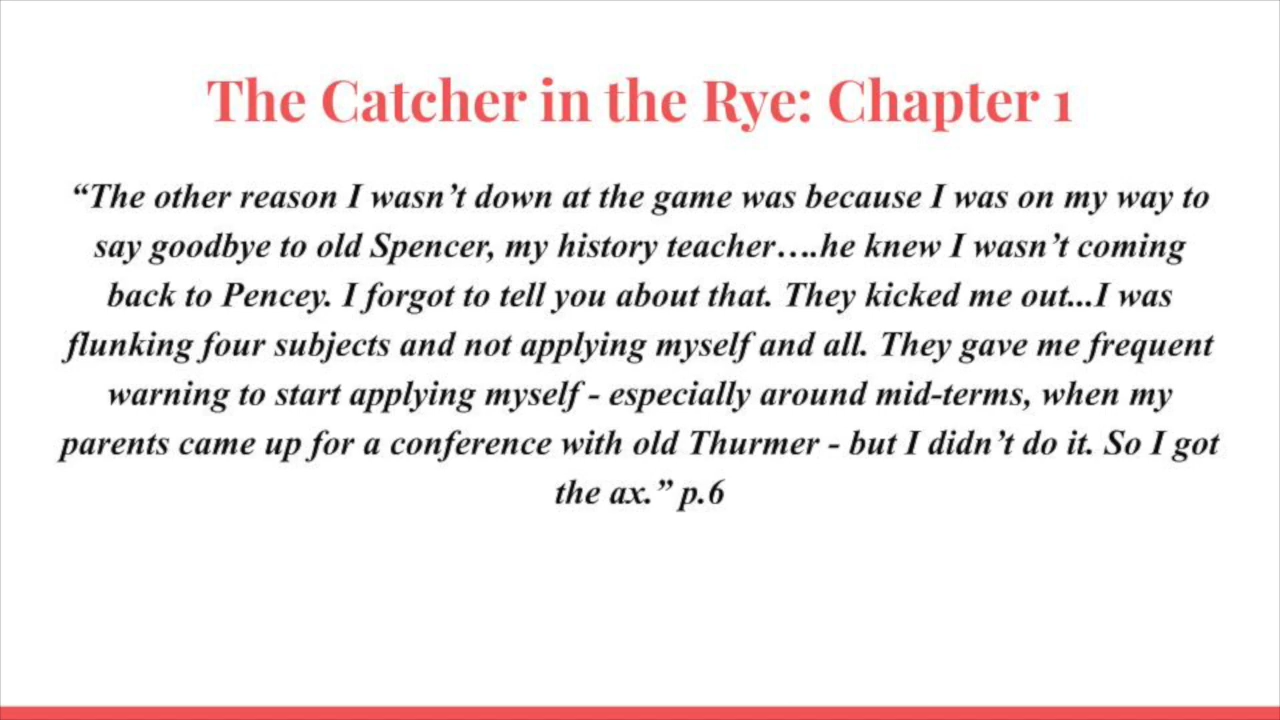 The Catcher in the Rye: Chapter 1
“The other reason I wasn’t down at the game was because I was on my way to
say goodbye to old Spencer, my history teacher….he knew I wasn’t coming
back to Pencey. I forgot to tell you about that. They kicked me out...I was
flunking four subjects and not applying myself and all. They gave me frequent
warning to start applying myself - especially around mid-terms, when my
parents came up for a conference with old Thurmer - but I didn’t do it. So I got
the ax.” p.6